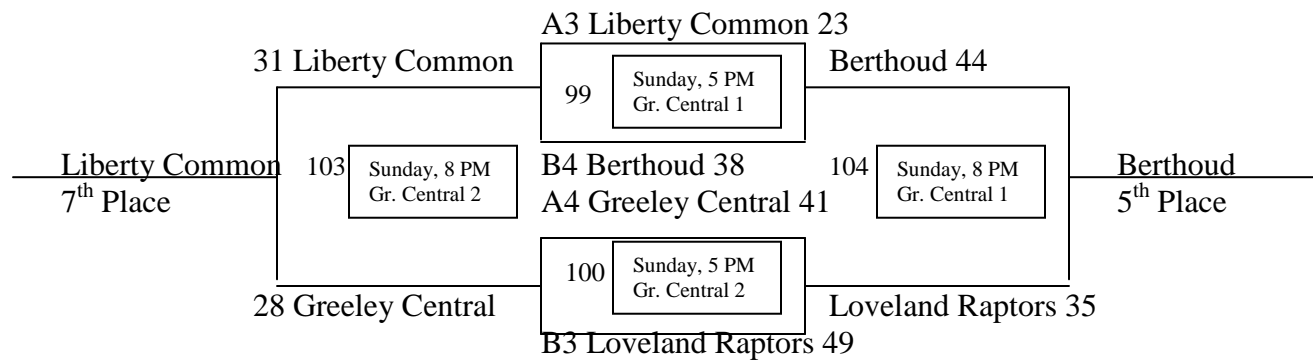 A3 Liberty Common 23
31 Liberty Common
Berthoud 44
99
Sunday, 5 PM
Gr. Central 1
Liberty Common
7th Place
103
Sunday, 8 PM
Gr. Central 2
B4 Berthoud 38
A4 Greeley Central 41
104
Sunday, 8 PM
Gr. Central 1
Berthoud
5th Place
100
Sunday, 5 PM
Gr. Central 2
28 Greeley Central
Loveland Raptors 35
B3 Loveland Raptors 49